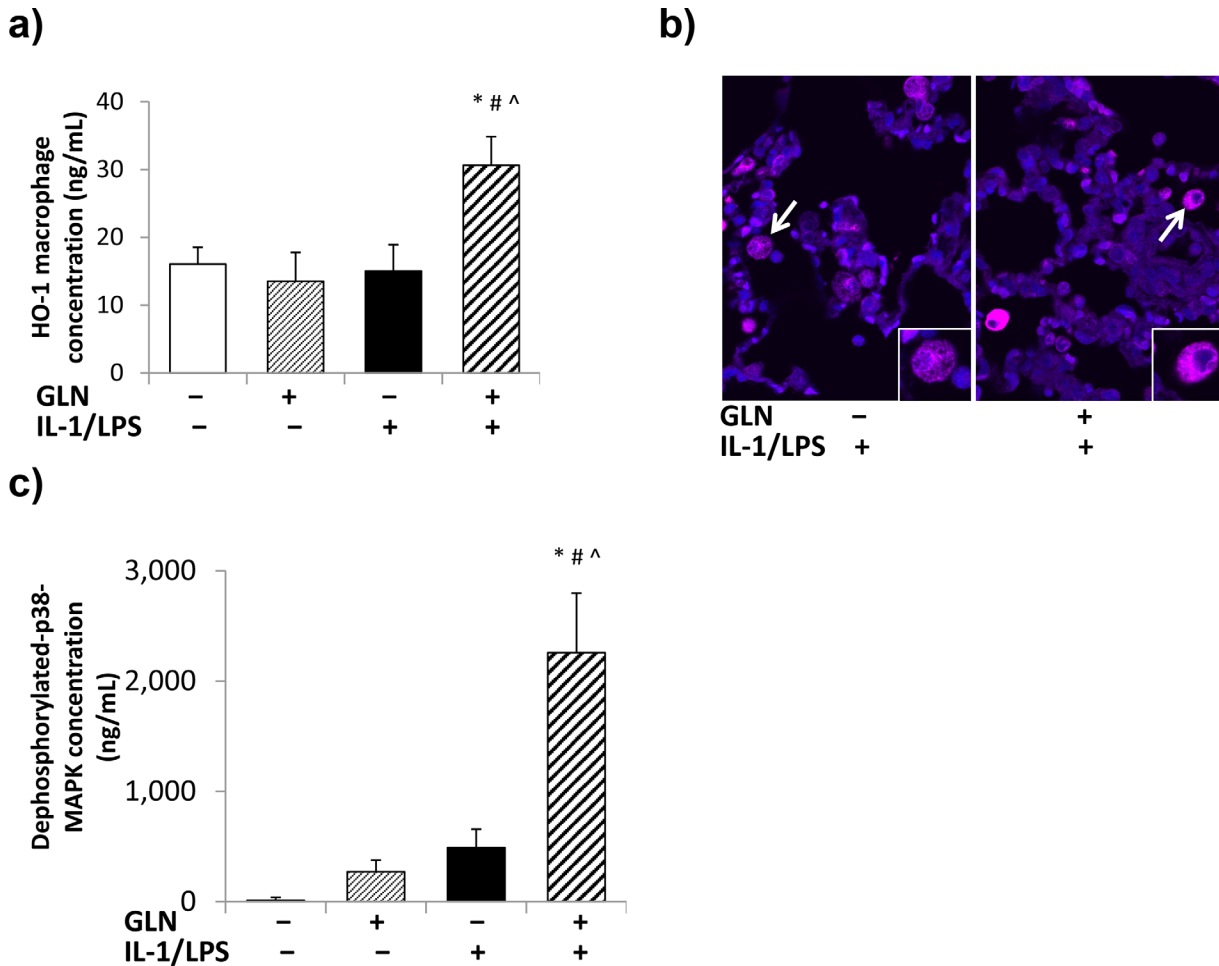 a)
40
30
20
10
0
HO-1 macrophage
concentration (ng/mL)
* # ^
GLN – + – +
IL-1/LPS – – + +
b)
GLN – +
IL-1/LPS + +
c)
3,000
2,000
1,000
0
Dephosphorylated-p38-
MAPK concentration
(ng/mL)
* # ^
GLN – + – +
IL-1/LPS – – + +